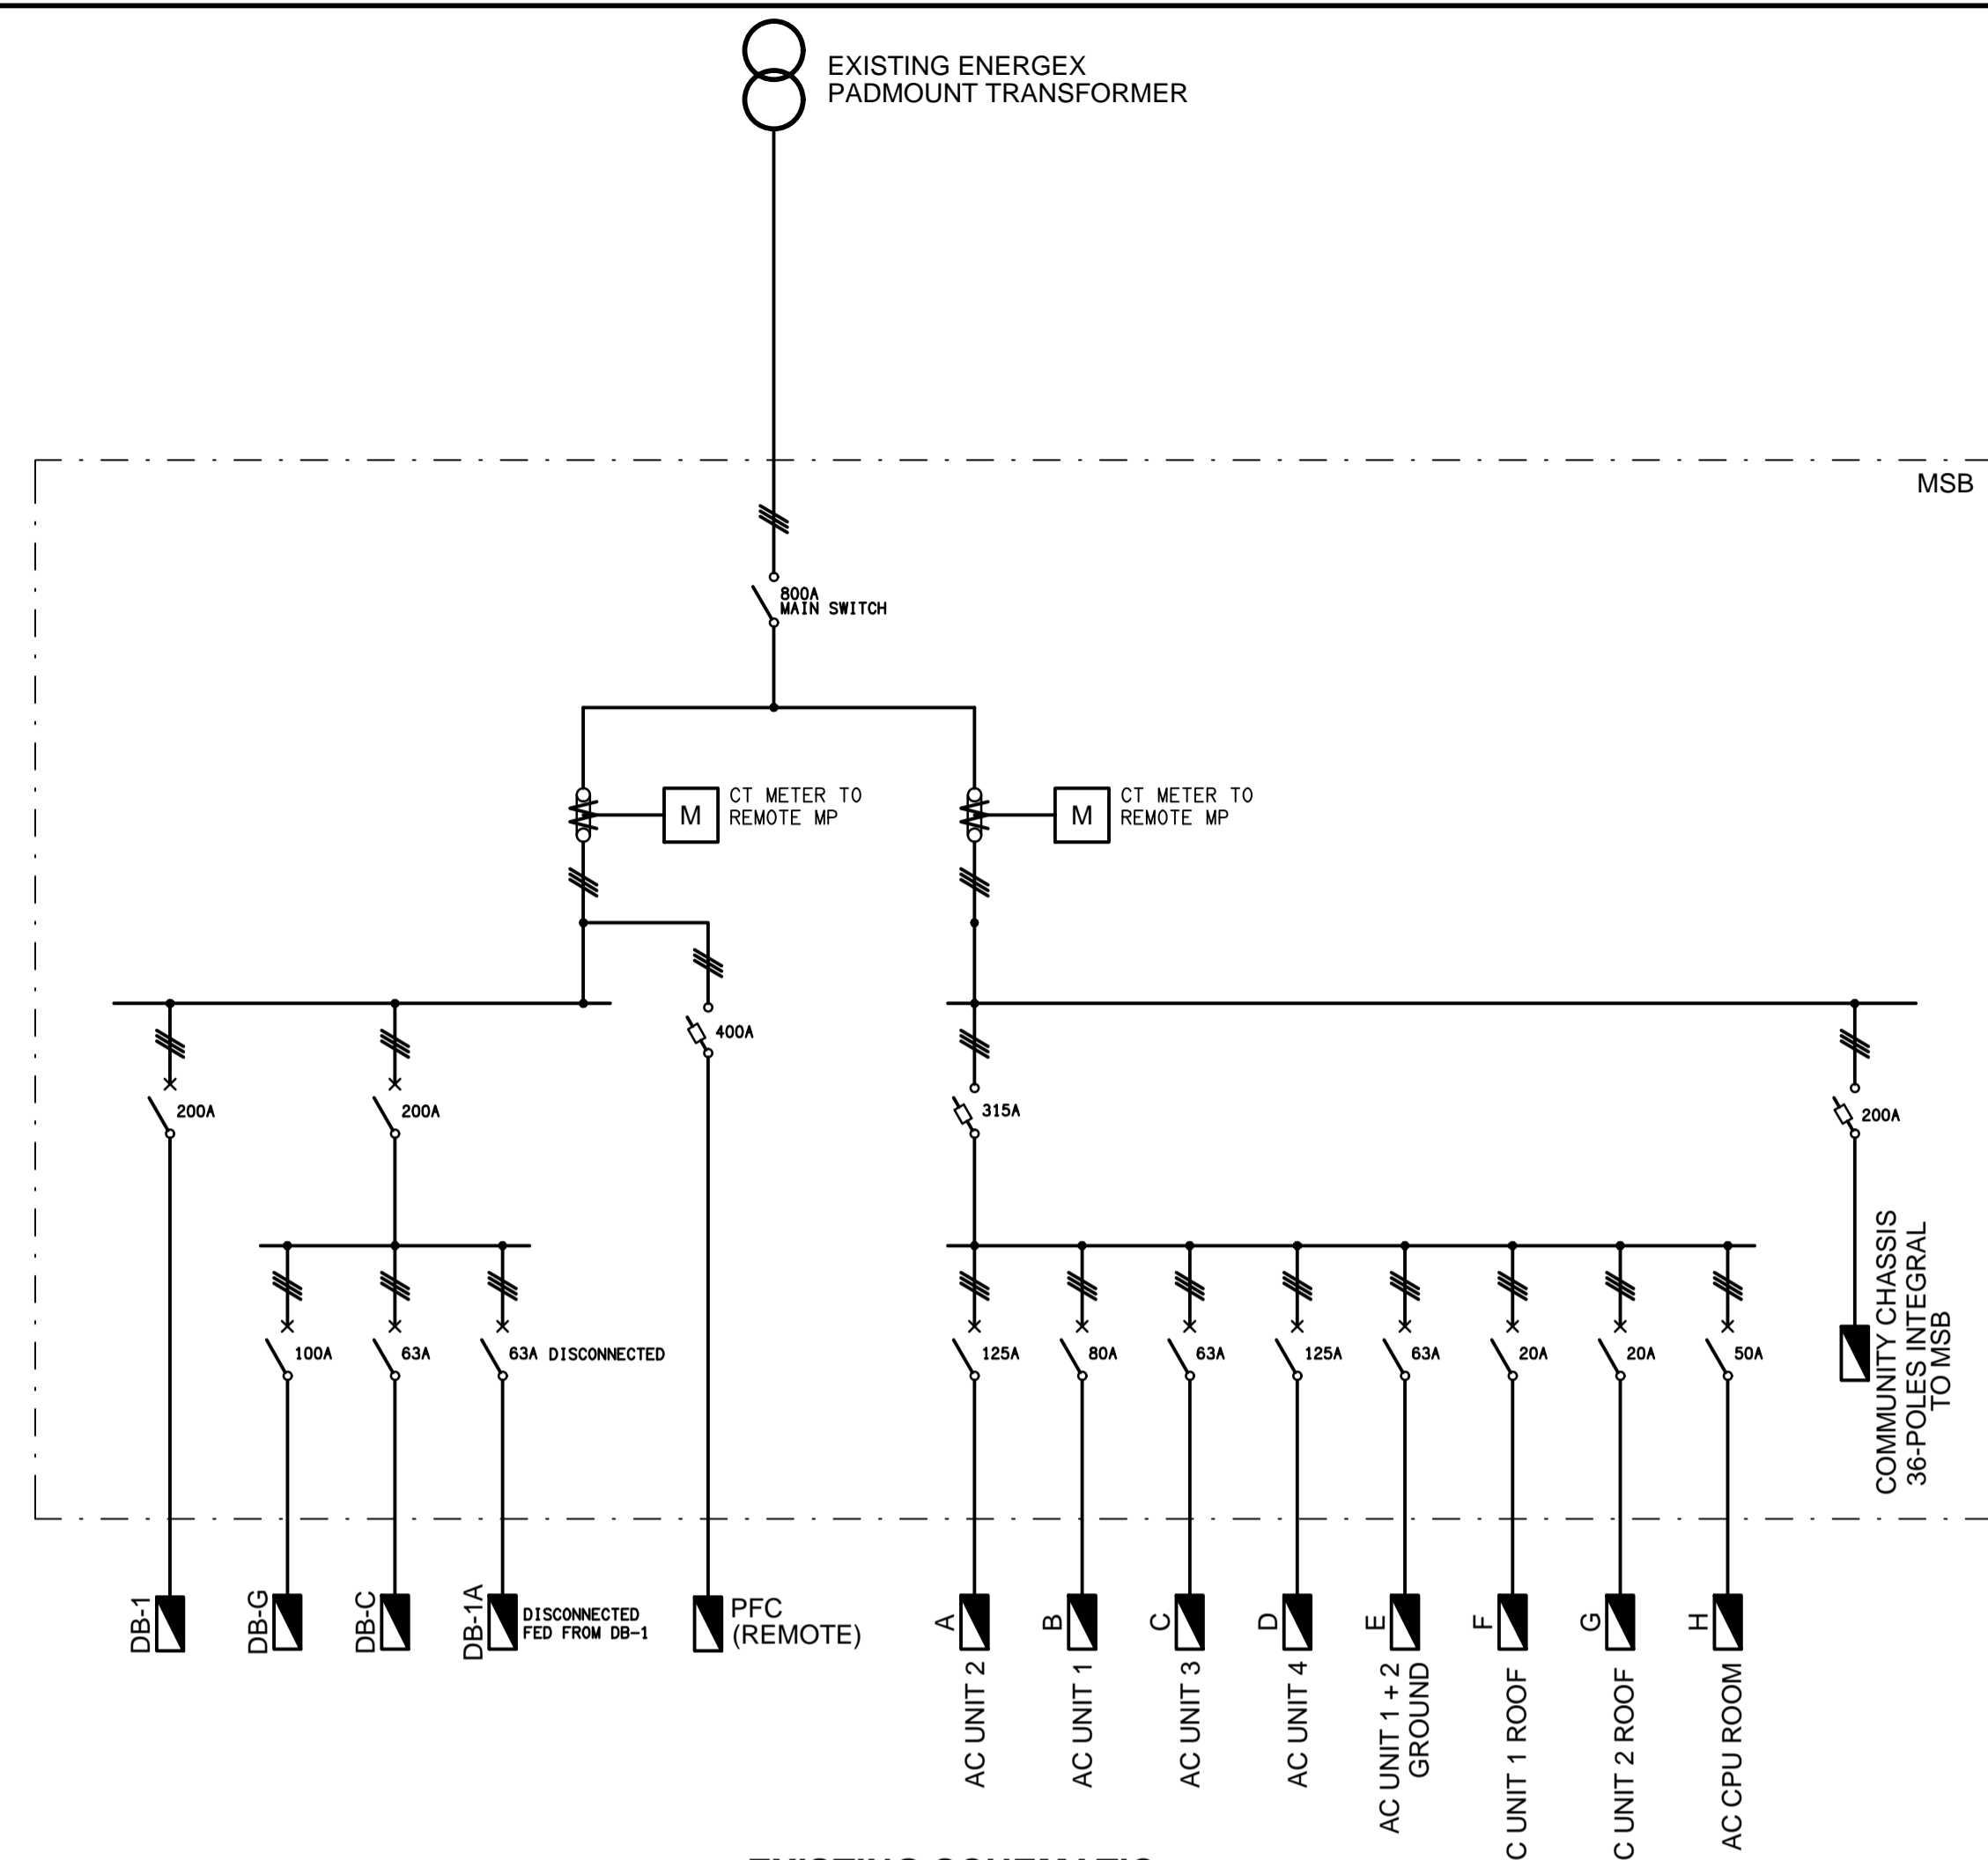 EXISTING ENERGEX
PADMOUNT TRANSFORMER
MSB
800A
MAIN SWITCH
M
CT METER TO
REMOTE MP
M
CT METER TO
REMOTE MP
400A
200A
200A
315A
200A
100A
63A
63A DISCONNECTED
125A
80A
63A
125A
63A
20A
20A
50A
COMMUNITY CHASSIS
36-POLES INTEGRAL
TO MSB
DB-1
DB-G
DB-C
DB-1A
DISCONNECTED
FED FROM DB-1
PFC
(REMOTE)
A
AC UNIT 2
B
AC UNIT 1
C
AC UNIT 3
D
AC UNIT 4
E
AC UNIT 1 + 2
GROUND
F
C UNIT 1 ROOF
G
C UNIT 2 ROOF
H
AC CPU ROOM
EXISTING SCHEMATIC